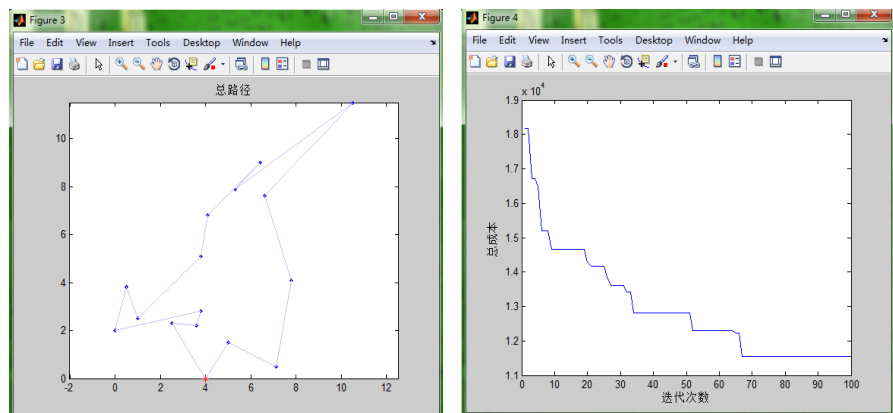 Figure 3
File Edit View Insert Tools Desktop Window Help
总路径
10
8
6
4
2
0
-2 0 2 4 6 8 10 12
Figure 4
File Edit View Insert Tools Desktop Window Help
x 10^4
1.9
1.8
1.7
1.6
1.5
1.4
1.3
1.2
1.1
总成本
0 10 20 30 40 50 60 70 80 90 100
迭代次数